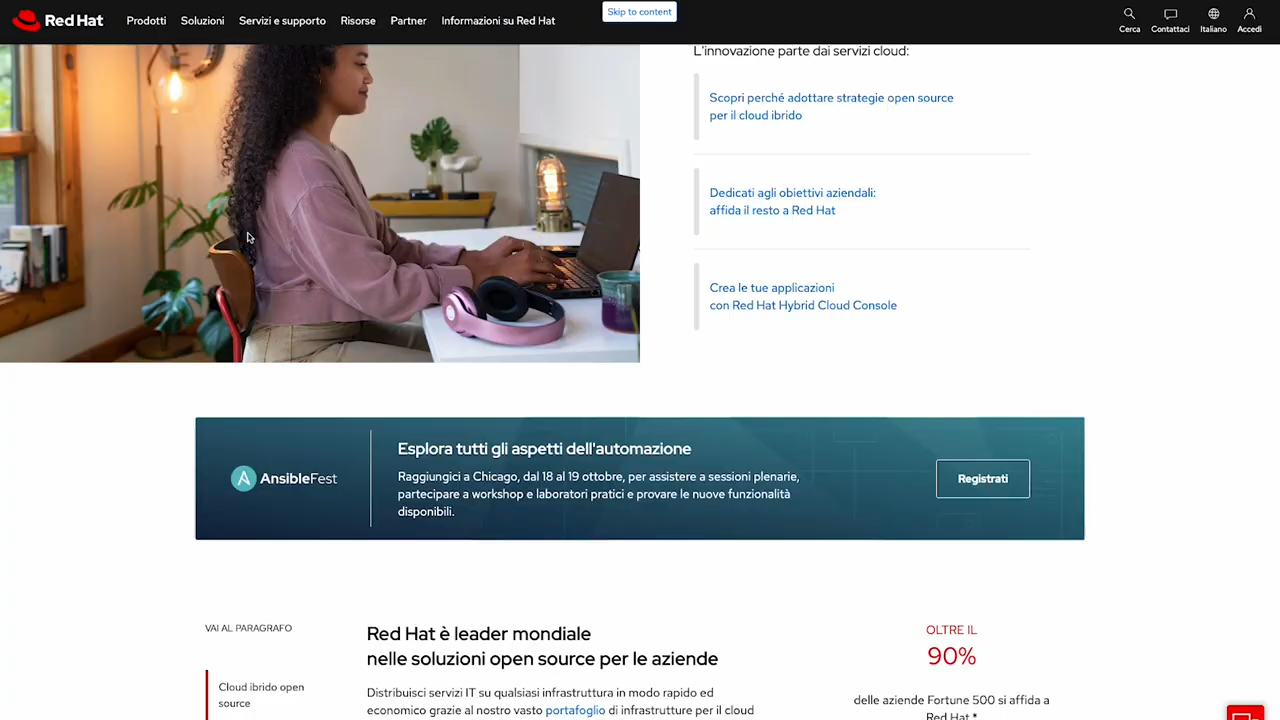 Red Hat
Prodotti
Soluzioni
Servizi e supporto
Risorse
Partner
Informazioni su Red Hat
Skip to content
Cerca
Contattaci
Italiano
Accedi
L'innovazione parte dai servizi cloud:
Scopri perché adottare strategie open source
per il cloud ibrido
Dedicati agli obiettivi aziendali:
affida il resto a Red Hat
Crea le tue applicazioni
con Red Hat Hybrid Cloud Console
AnsibleFest
Esplora tutti gli aspetti dell'automazione
Raggiungici a Chicago, dal 18 al 19 ottobre, per assistere a sessioni plenarie,
partecipare a workshop e laboratori pratici e provare le nuove funzionalità
disponibili.
Registrati
VAI AL PARAGRAFO
Cloud ibrido open
source
Red Hat è leader mondiale
nelle soluzioni open source per le aziende
Distribuisci servizi IT su qualsiasi infrastruttura in modo rapido ed
economico grazie al nostro vasto portafoglio di infrastrutture per il cloud
OLTRE IL
90%
delle aziende Fortune 500 si affida a
Red Hat.*